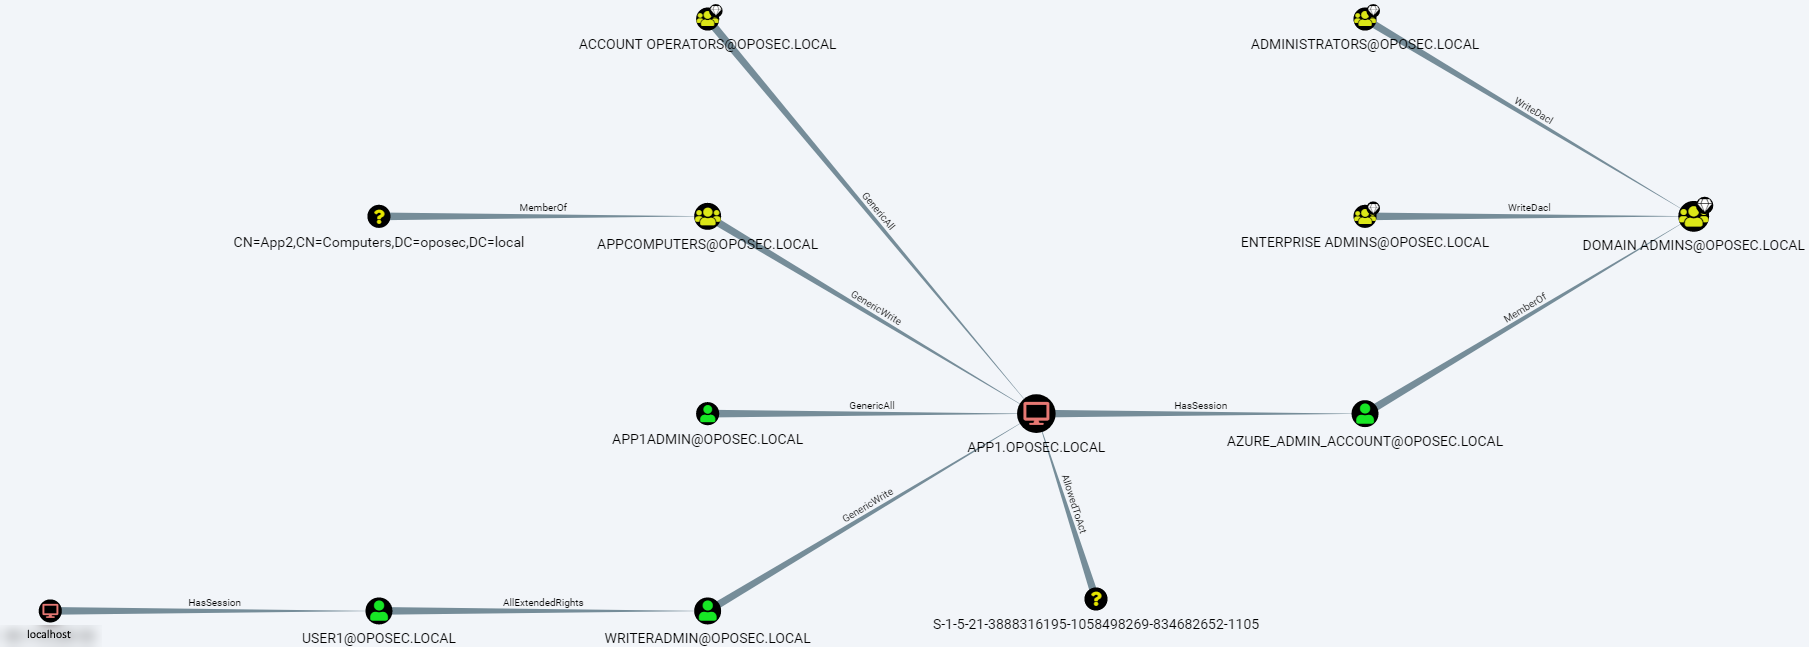 ACCOUNT OPERATORS@OPOSEC.LOCAL
ADMINISTRATORS@OPOSEC.LOCAL
WriteDacl
GenericAll
MemberOf
WriteDacl
?
CN=App2,CN=Computers,DC=oposec,DC=local
APPCOMPUTERS@OPOSEC.LOCAL
ENTERPRISE ADMINS@OPOSEC.LOCAL
DOMAIN ADMINS@OPOSEC.LOCAL
GenericWrite
MemberOf
GenericAll
HasSession
APP1ADMIN@OPOSEC.LOCAL
APP1.OPOSEC.LOCAL
AZURE_ADMIN_ACCOUNT@OPOSEC.LOCAL
GenericWrite
AllowedToAct
HasSession
AllExtendedRights
?
localhost
USER1@OPOSEC.LOCAL
WRITERADMIN@OPOSEC.LOCAL
S-1-5-21-3888316195-1058498269-834682652-1105